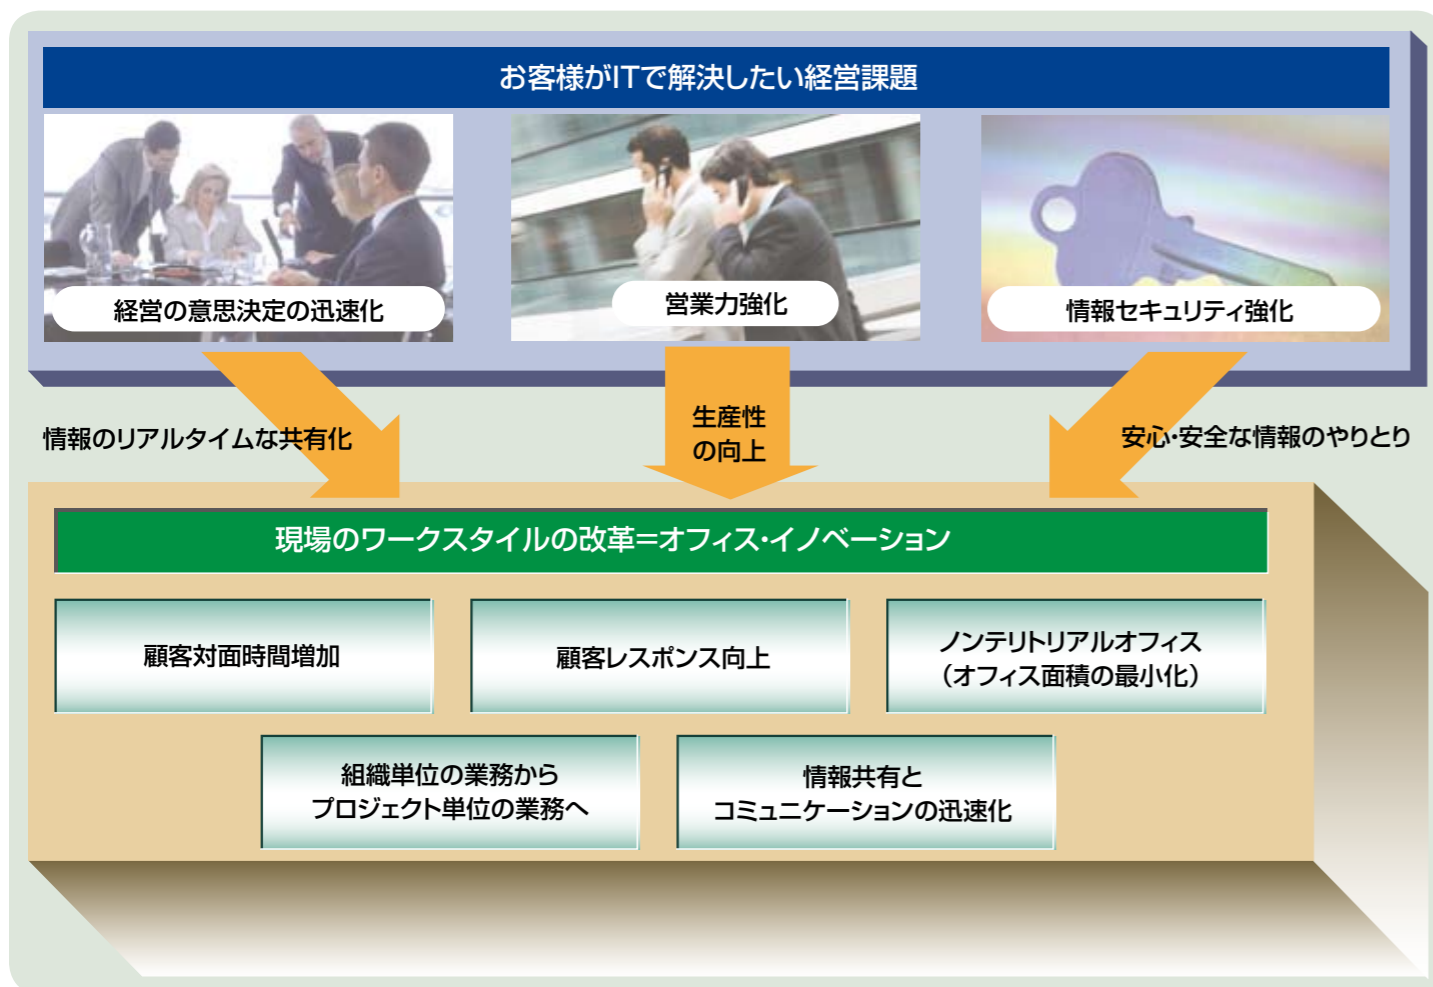 お客様がITで解決したい経営課題
経営の意思決定の迅速化
営業力強化
情報セキュリティ強化
情報のリアルタイムな共有化
生産性
の向上
安心・安全な情報のやりとり
現場のワークスタイルの改革=オフィス・イノベーション
顧客対面時間増加
顧客レスポンス向上
ノンテリトリアルオフィス
（オフィス面積の最小化）
組織単位の業務から
プロジェクト単位の業務へ
情報共有と
コミュニケーションの迅速化